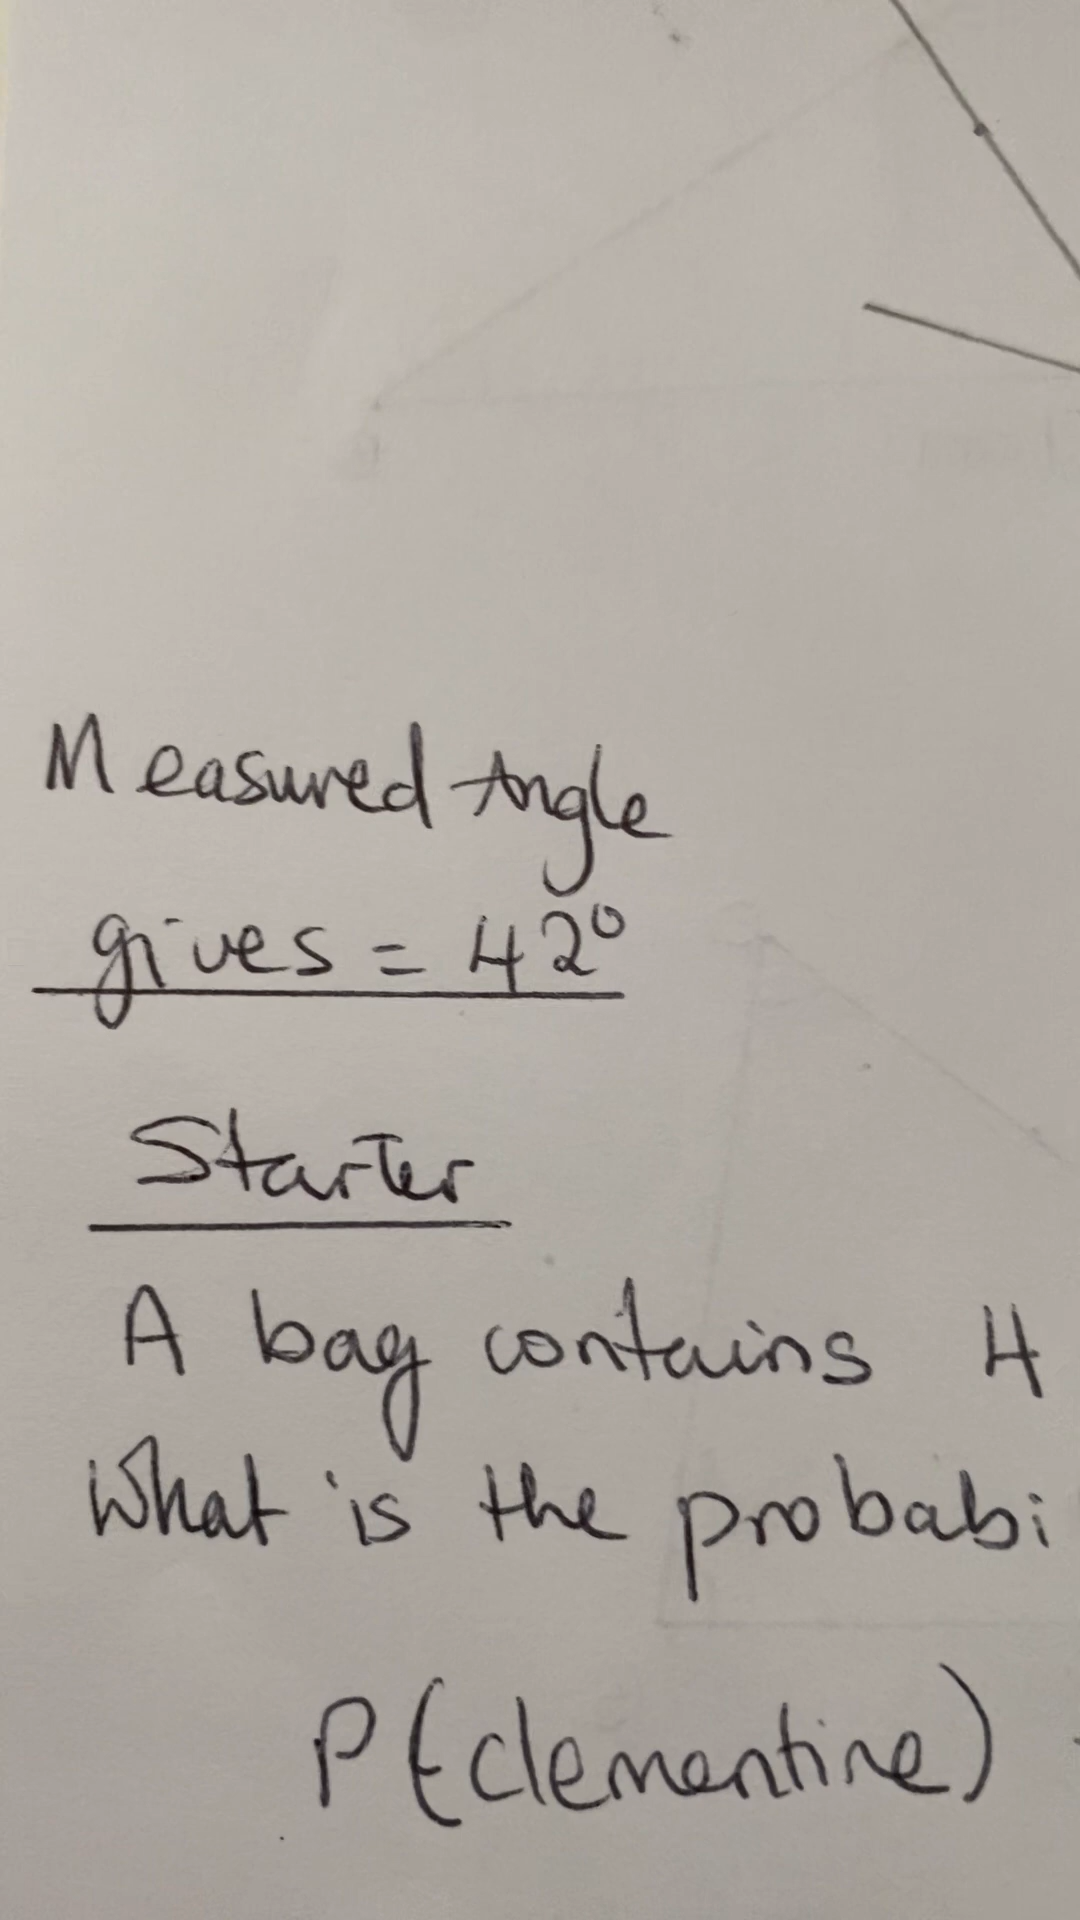 Measured Angle
gives = 42°
Starter
A bag contains 4
What is the probabi
P(clementine)